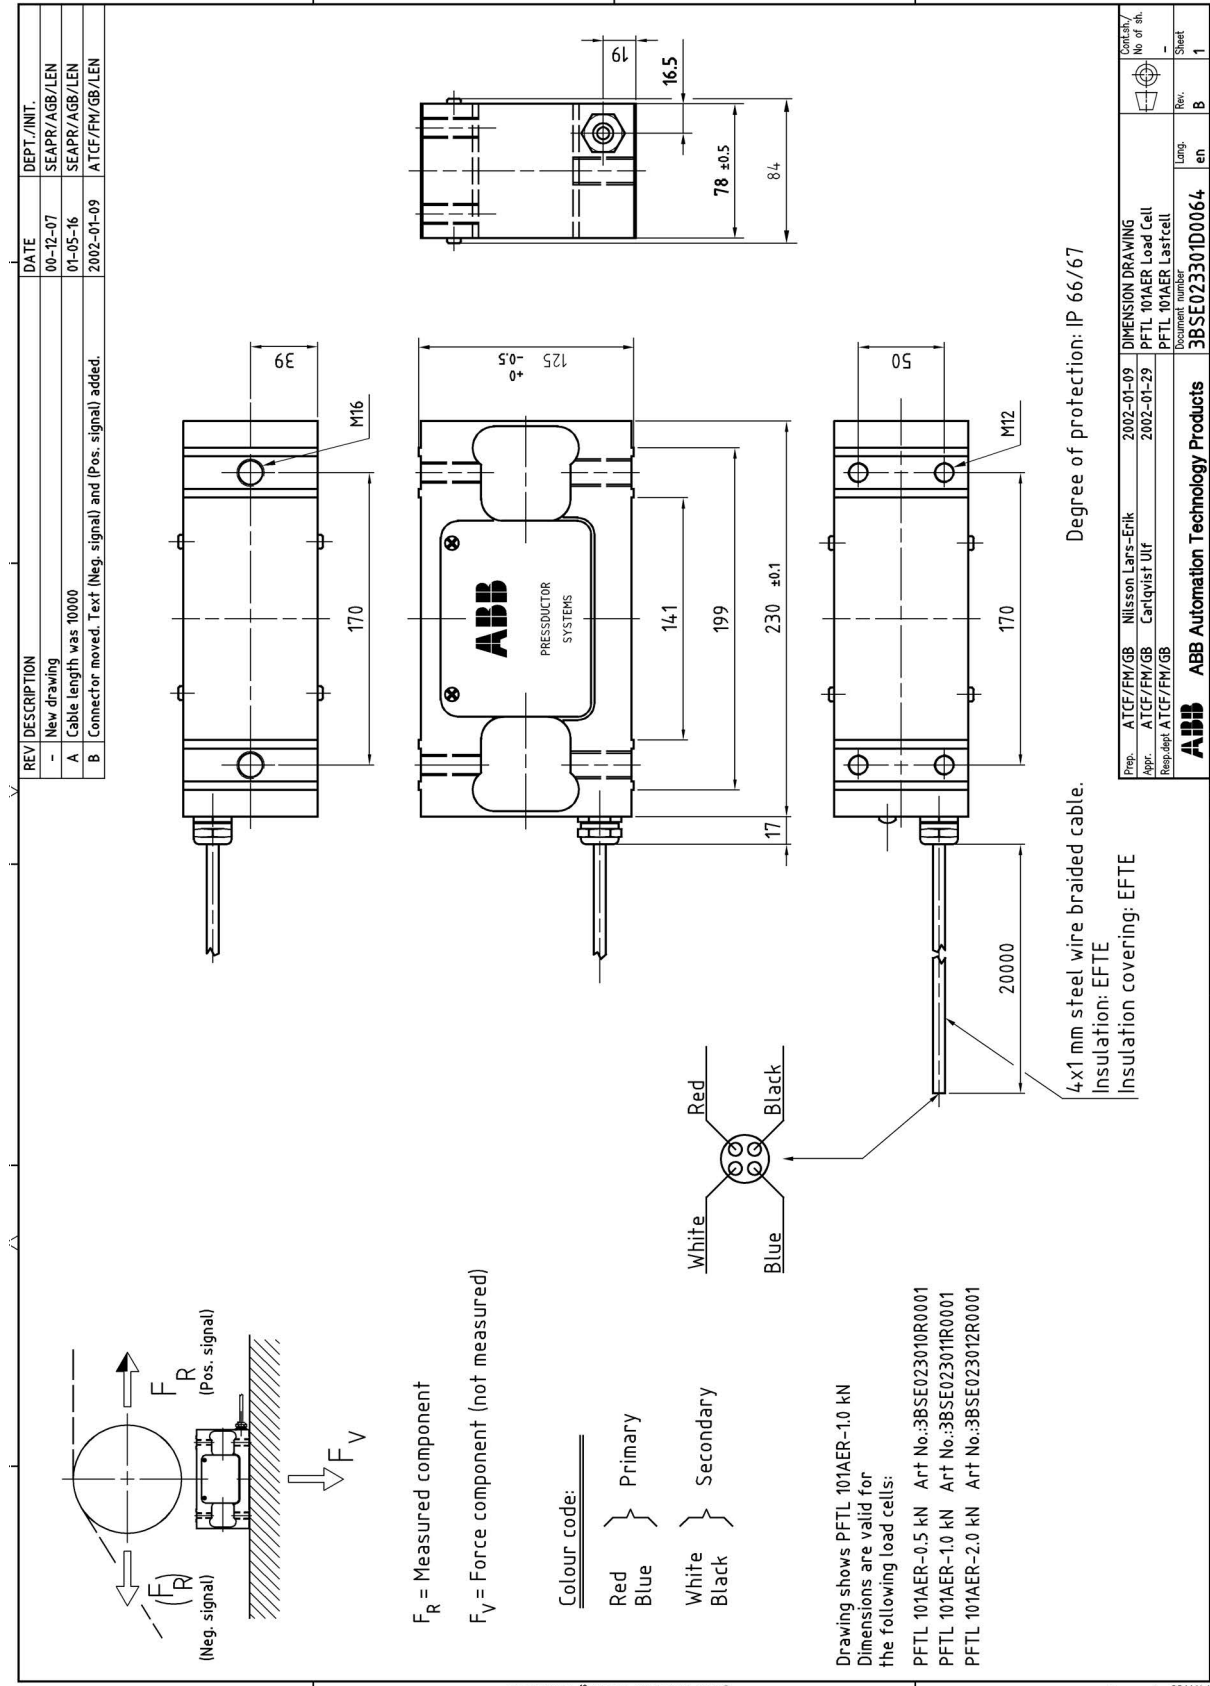 REV DESCRIPTION DATE DEPT./INIT.
- New drawing 00-12-07 SEAPR/AGB/LEN
A Cable length was 10000 01-05-16 SEAPR/AGB/LEN
B Connector moved. Text (Neg. signal) and (Pos. signal) added. 2002-01-09 ATCF/FM/GB/LEN
F R
(Pos. signal)
(F R)
(Neg. signal)
F V
F R = Measured component
F V = Force component (not measured)
Colour code:
Red
Blue
Primary
White
Black
Secondary
Drawing shows PFTL 101AER-1.0 kN
Dimensions are valid for
the following load cells:
PFTL 101AER-0.5 kN Art No.:3BSE023010R0001
PFTL 101AER-1.0 kN Art No.:3BSE023011R0001
PFTL 101AER-2.0 kN Art No.:3BSE023012R0001
White
Red
Blue
Black
39
M16
170
+0
-0.5
125
ABB
PRESSDUCTOR
SYSTEMS
141
199
230 ±0.1
17
19
16.5
78 ±0.5
84
50
M12
170
20000
4x1 mm steel wire braided cable.
Insulation: EFTE
Insulation covering: EFTE
Degree of protection: IP 66/67
Prep. ATCF/FM/GB Nilsson Lars-Erik 2002-01-09
Appr. ATCF/FM/GB Carlqvist Ulf 2002-01-29
Resp.dept ATCF/FM/GB
DIMENSION DRAWING
PFTL 101AER Load Cell
PFTL 101AER Lastcell
Cont.sh./
No of sh.
-
ABB ABB Automation Technology Products
Document number
3BSE023301D0064
Lang.
en
Rev.
B
Sheet
1